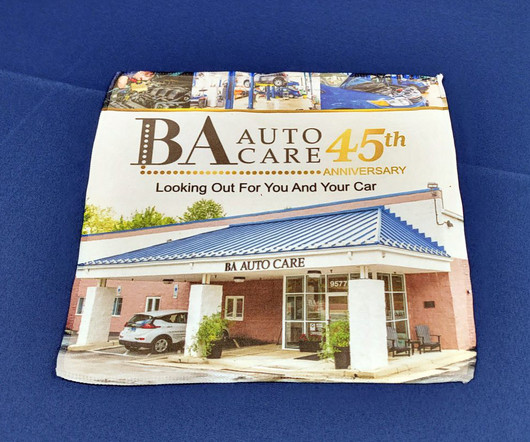 BA AUTO CARE 45th
ANNIVERSARY
Looking Out For You And Your Car
BA AUTO CARE
9577